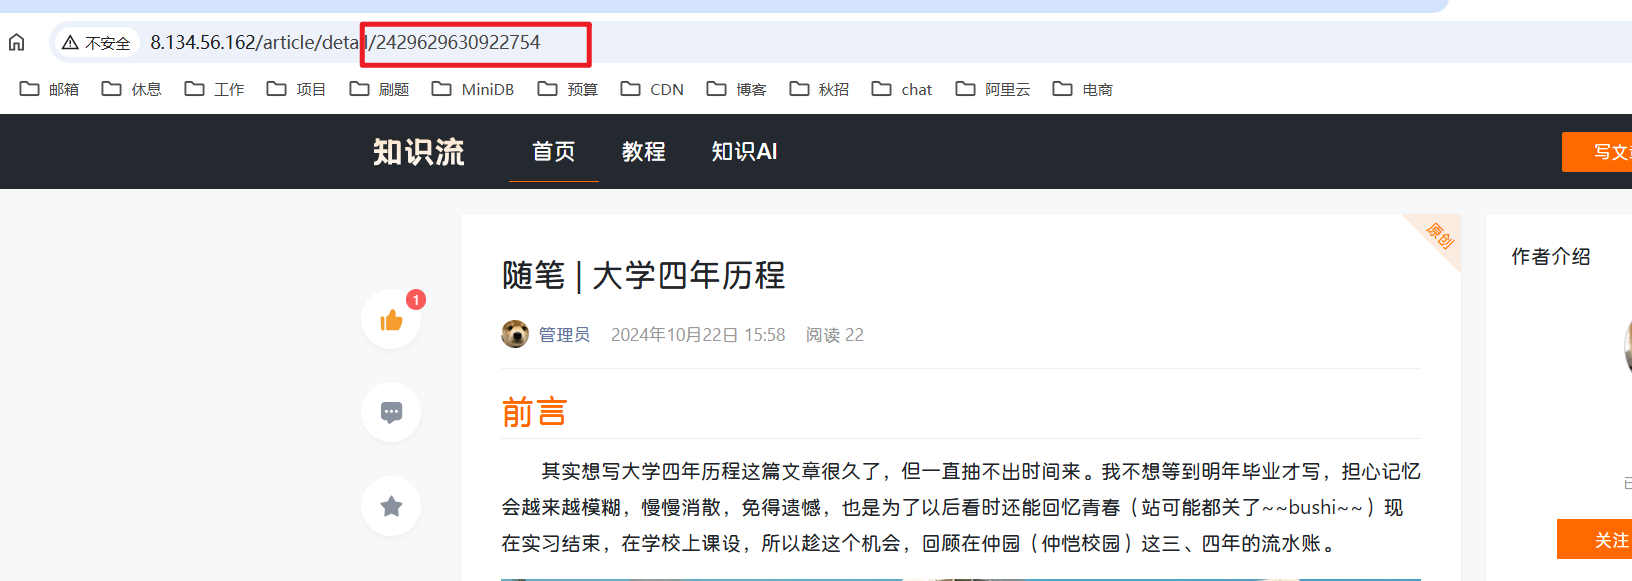 不安全 8.134.56.162/article/detail/2429629630922754
邮箱 休息 工作 项目 刷题 MiniDB 预算 CDN 博客 秋招 chat 阿里云 电商
知识流 首页 教程 知识AI 写文
原创
作者介绍
随笔 | 大学四年历程
1
管理员 2024年10月22日 15:58 阅读 22
前言
其实想写大学四年历程这篇文章很久了，但一直抽不出时间来。我不想等到明年毕业才写，担心记忆
会越来越模糊，慢慢消散，免得遗憾，也是为了以后看时还能回忆青春（站可能都关了~~bushi~~）现
在实习结束，在学校上课设，所以趁这个机会，回顾在仲园（仲恺校园）这三、四年的流水账。
关注